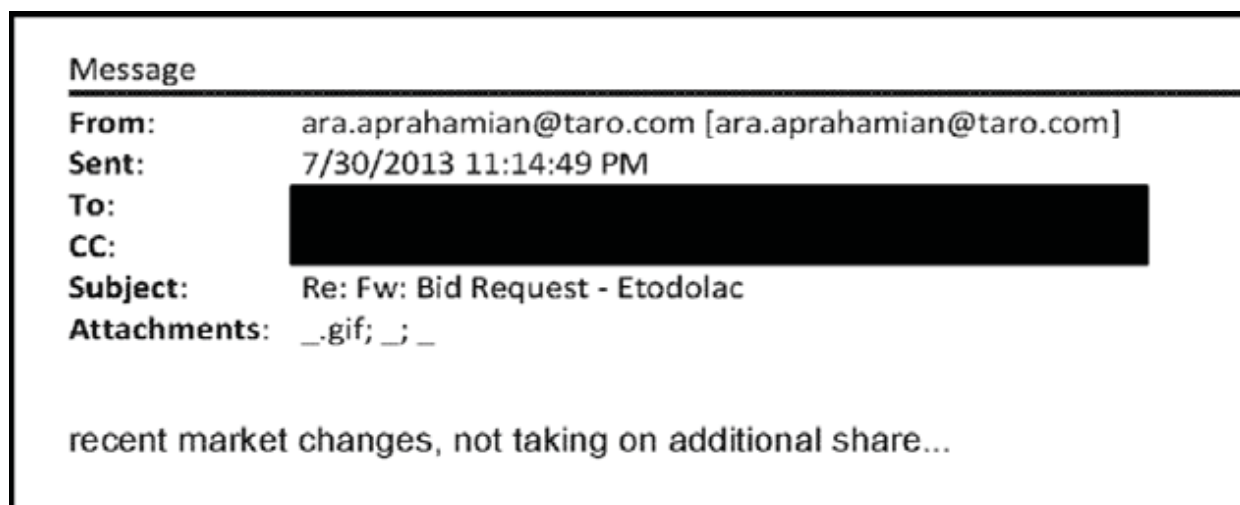 Message
From: ara.aprahamian@taro.com [ara.aprahamian@taro.com]
Sent: 7/30/2013 11:14:49 PM
To:
CC:
Subject: Re: Fw: Bid Request - Etodolac
Attachments: _.gif; _; _
recent market changes, not taking on additional share...